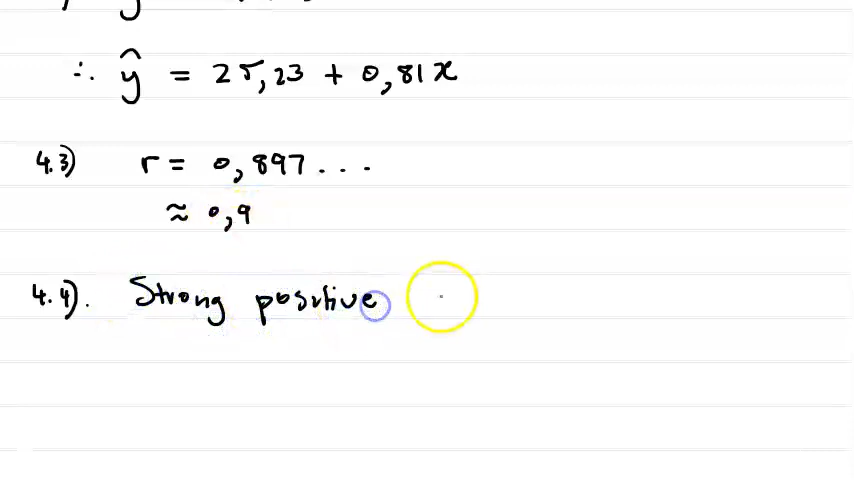 ∴ ŷ = 25,23 + 0,81x
4.3) r = 0,897...
≈ 0,9
4.4). Strong positive